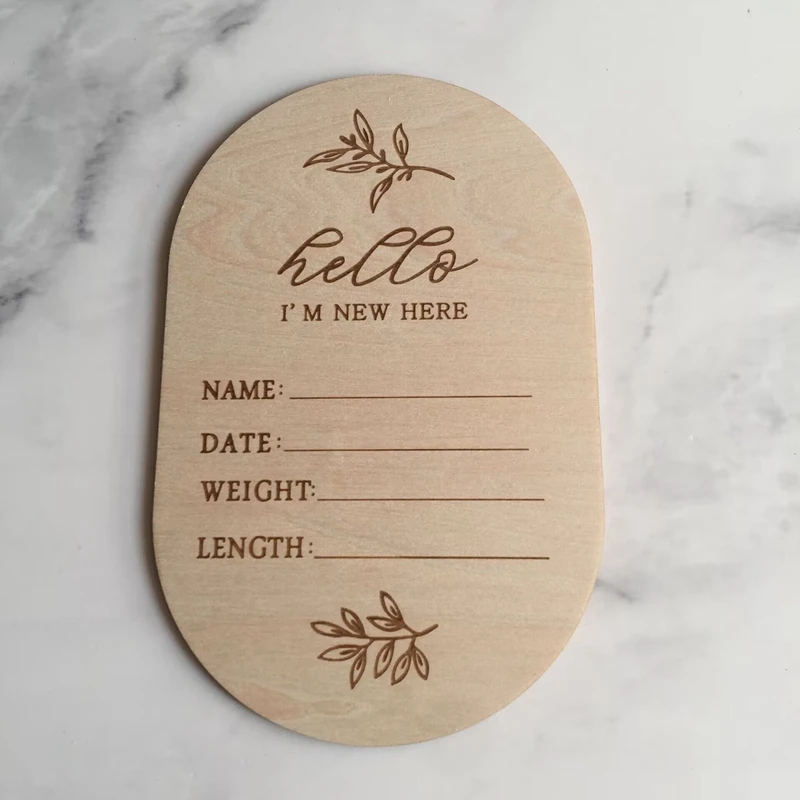 hello
I'M NEW HERE
NAME:
DATE:
WEIGHT:
LENGTH: